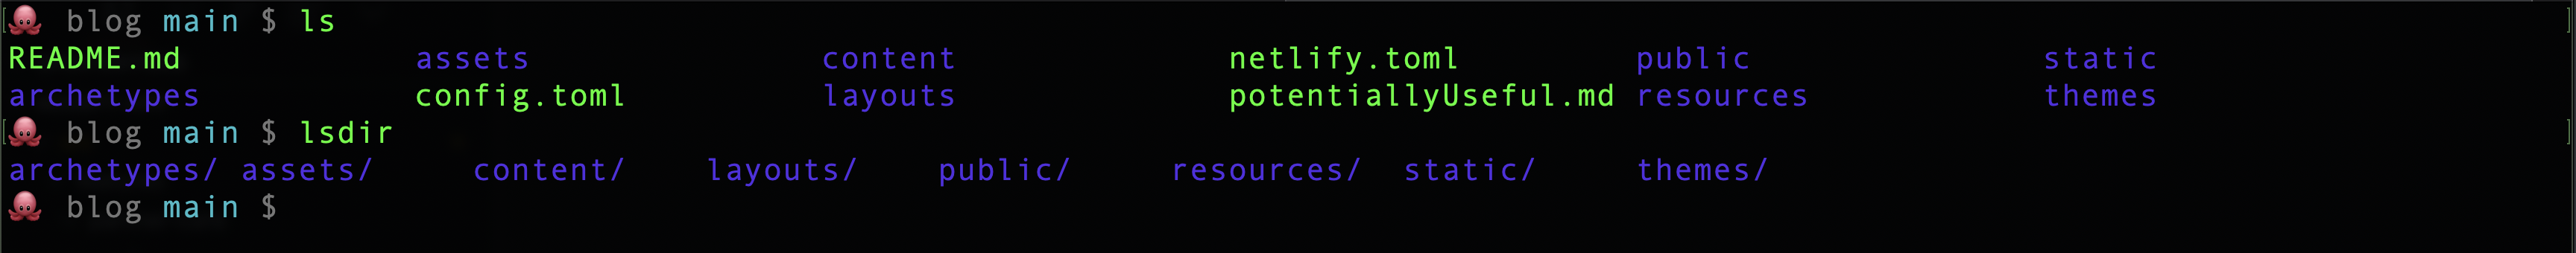 🐙 blog main $ ls
README.md assets content netlify.toml public static
archetypes config.toml layouts potentiallyUseful.md resources themes
🐙 blog main $ lsdir
archetypes/ assets/ content/ layouts/ public/ resources/ static/ themes/
🐙 blog main $